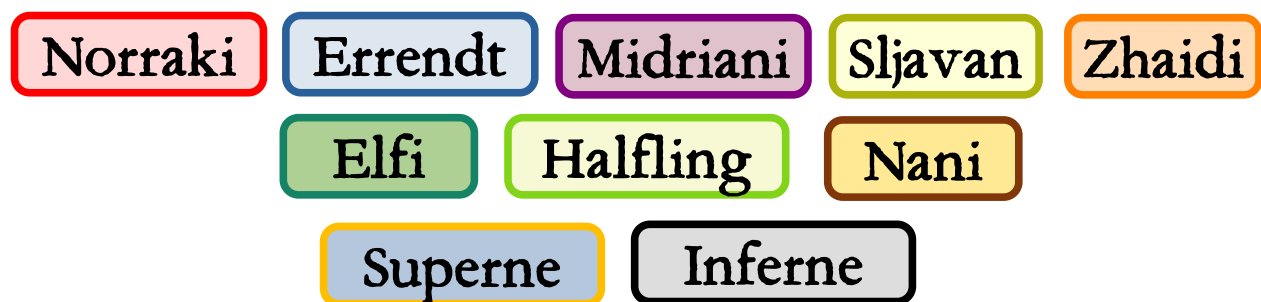 Norraki Errendt Midriani Sljavan Zhaidi
Elfi Halfling Nani
Superne Inferne